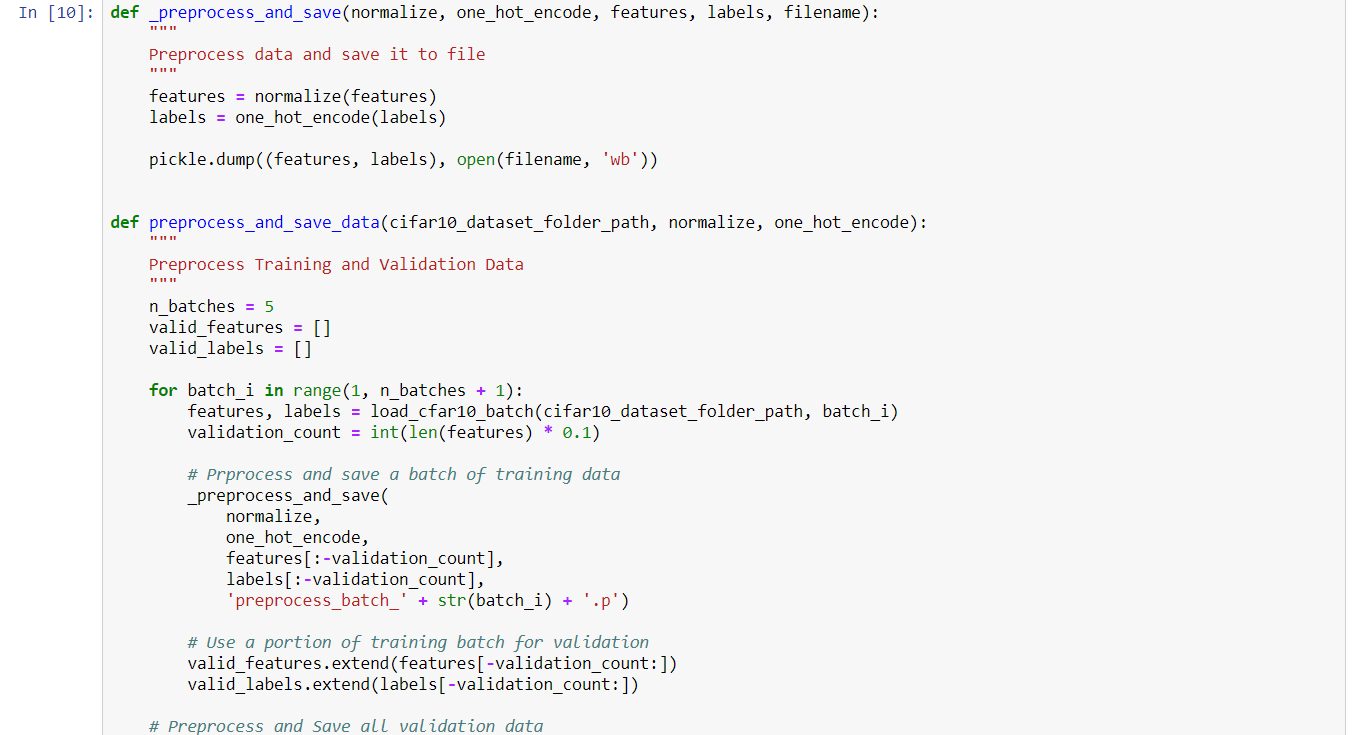 In [10]: def _preprocess_and_save(normalize, one_hot_encode, features, labels, filename):
    """
    Preprocess data and save it to file
    """
    features = normalize(features)
    labels = one_hot_encode(labels)

    pickle.dump((features, labels), open(filename, 'wb'))


def preprocess_and_save_data(cifar10_dataset_folder_path, normalize, one_hot_encode):
    """
    Preprocess Training and Validation Data
    """
    n_batches = 5
    valid_features = []
    valid_labels = []

    for batch_i in range(1, n_batches + 1):
        features, labels = load_cfar10_batch(cifar10_dataset_folder_path, batch_i)
        validation_count = int(len(features) * 0.1)

        # Prprocess and save a batch of training data
        _preprocess_and_save(
            normalize,
            one_hot_encode,
            features[:-validation_count],
            labels[:-validation_count],
            'preprocess_batch_' + str(batch_i) + '.p')

        # Use a portion of training batch for validation
        valid_features.extend(features[-validation_count:])
        valid_labels.extend(labels[-validation_count:])

    # Preprocess and Save all validation data